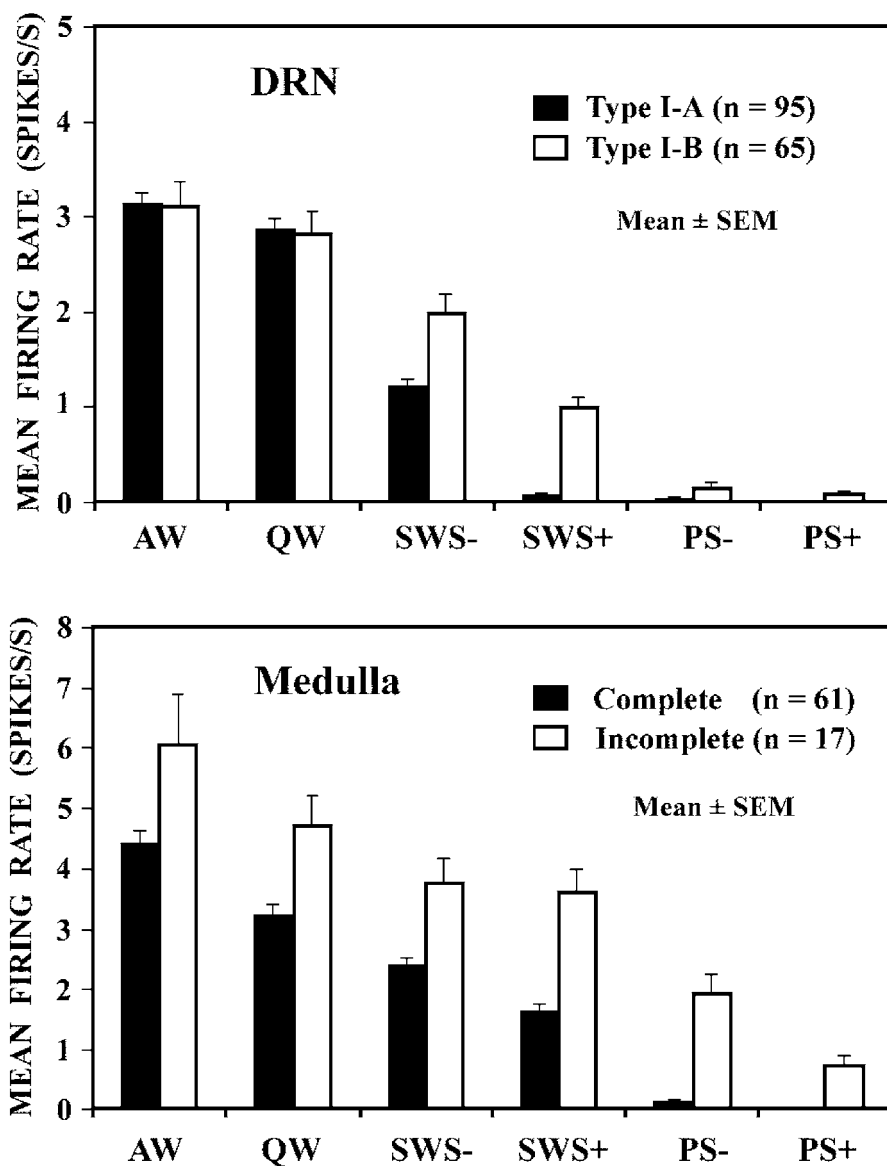 5
DRN
Type I-A (n = 95)
4
Type I-B (n = 65)
3
Mean ± SEM
2
1
0
MEAN FIRING RATE (SPIKES/S)
AW QW SWS- SWS+ PS- PS+
8
7
Medulla
Complete (n = 61)
6
Incomplete (n = 17)
5
Mean ± SEM
4
3
2
1
0
MEAN FIRING RATE (SPIKES/S)
AW QW SWS- SWS+ PS- PS+